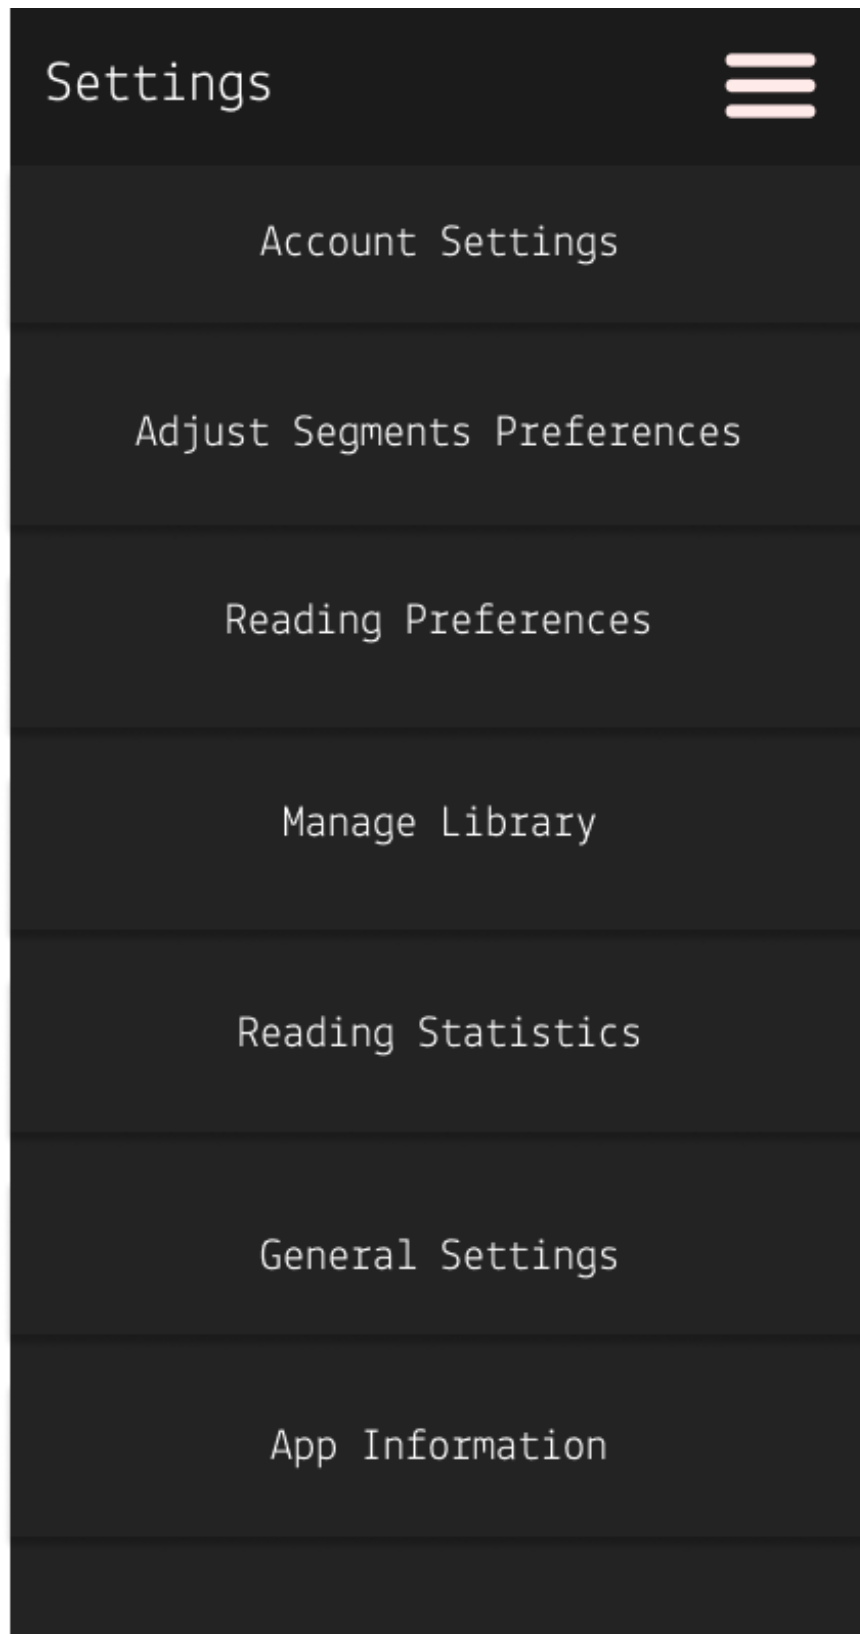 Settings
Account Settings
Adjust Segments Preferences
Reading Preferences
Manage Library
Reading Statistics
General Settings
App Information